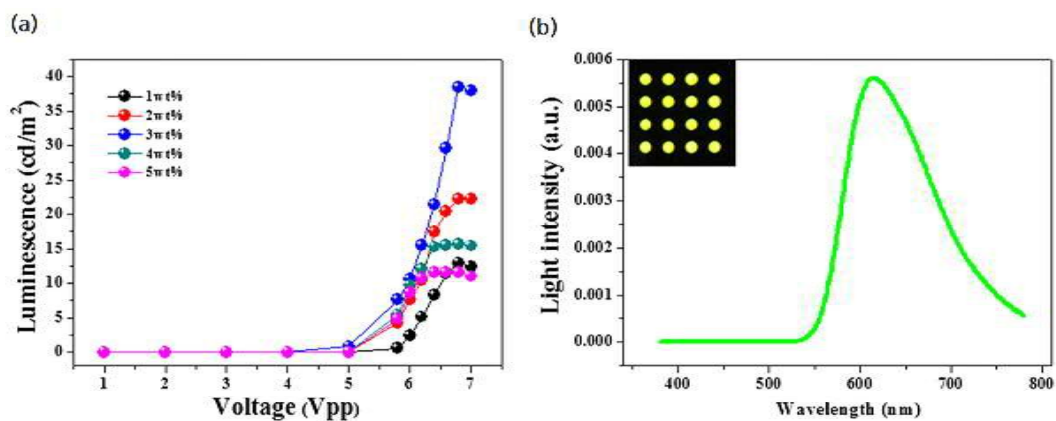 (a)
(b)
Luminescence (cd/m²)
40
35
30
25
20
15
10
5
0
1wt%
2wt%
3wt%
4wt%
5wt%
1 2 3 4 5 6 7
Voltage (Vpp)
Light intensity (a.u.)
0.006
0.005
0.004
0.003
0.002
0.001
0.000
400 500 600 700 800
Wavelength (nm)